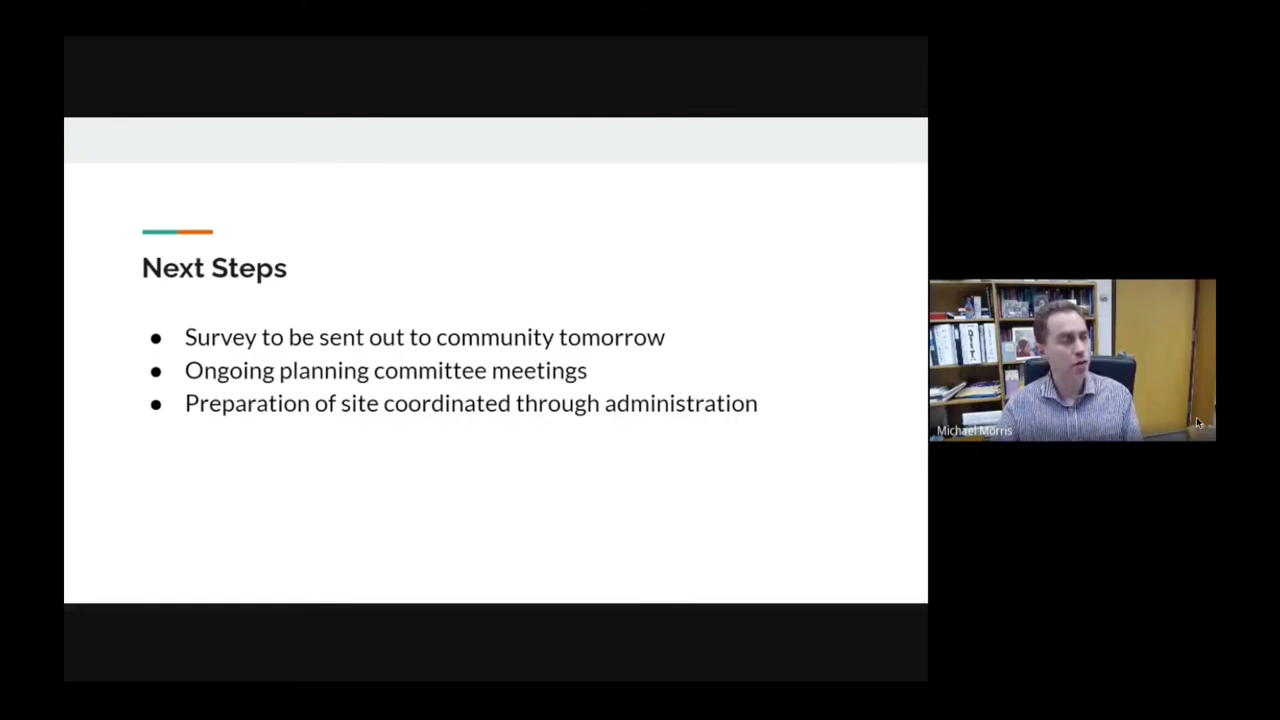 Next Steps
● Survey to be sent out to community tomorrow
● Ongoing planning committee meetings
● Preparation of site coordinated through administration
Michael Morris